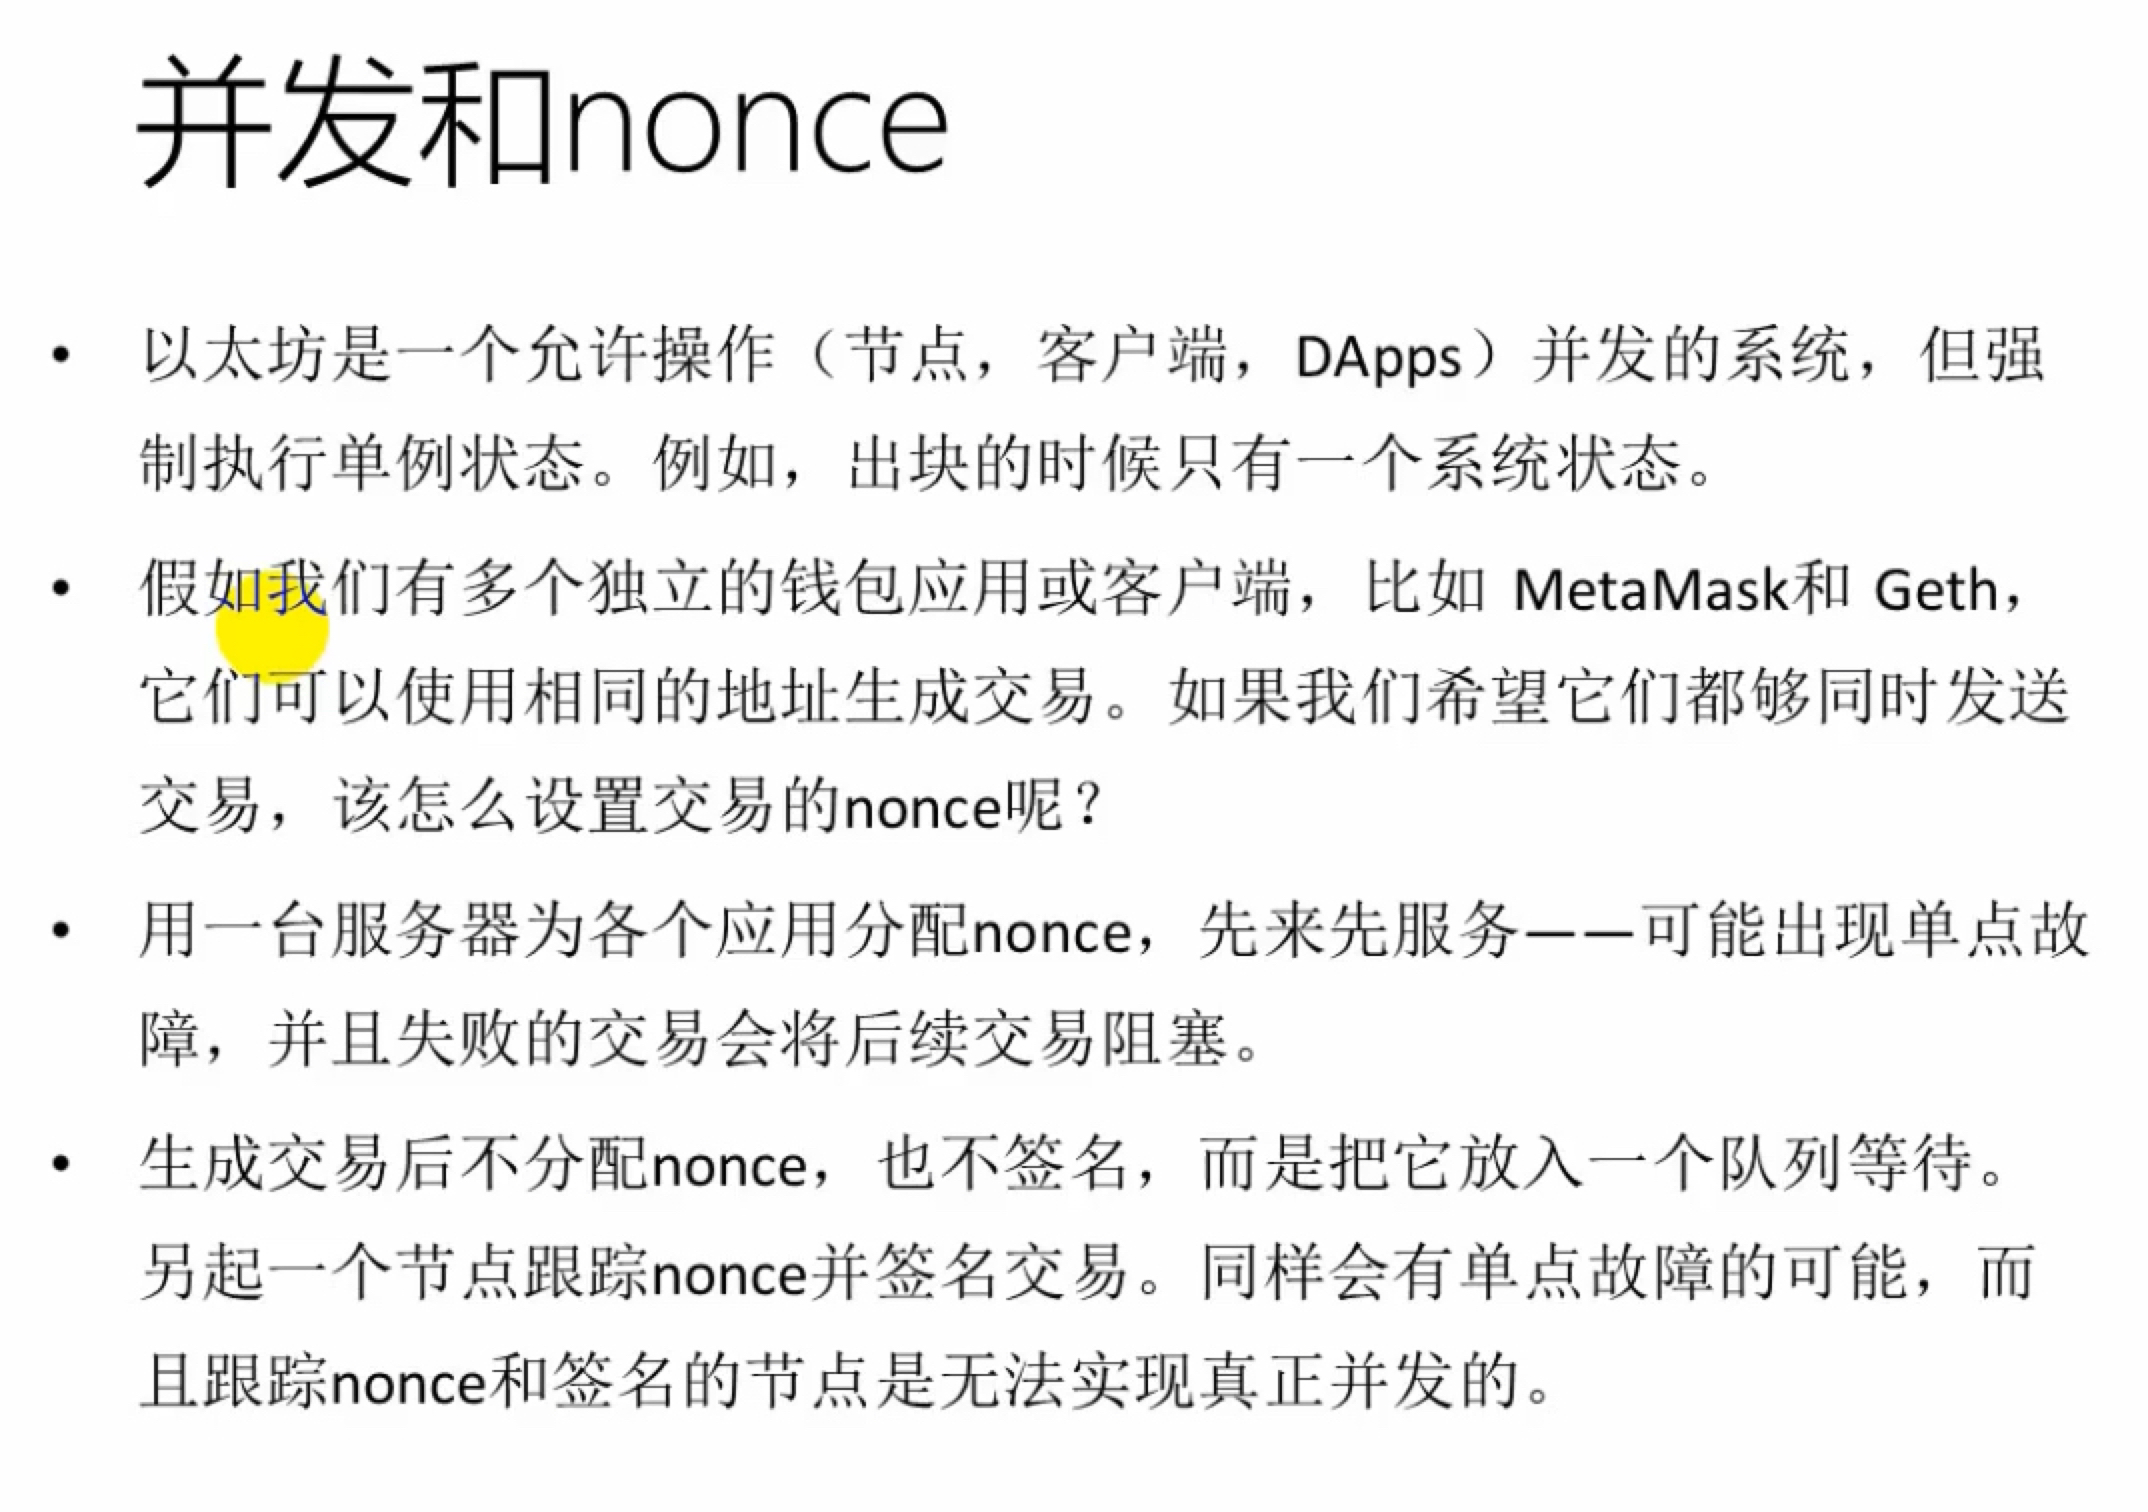 并发和nonce
• 以太坊是一个允许操作（节点，客户端，DApps）并发的系统，但强
制执行单例状态。例如，出块的时候只有一个系统状态。
• 假如我们有多个独立的钱包应用或客户端，比如 MetaMask和 Geth，
它们可以使用相同的地址生成交易。如果我们希望它们都够同时发送
交易，该怎么设置交易的nonce呢？
• 用一台服务器为各个应用分配nonce，先来先服务——可能出现单点故
障，并且失败的交易会将后续交易阻塞。
• 生成交易后不分配nonce，也不签名，而是把它放入一个队列等待。
另起一个节点跟踪nonce并签名交易。同样会有单点故障的可能，而
且跟踪nonce和签名的节点是无法实现真正并发的。